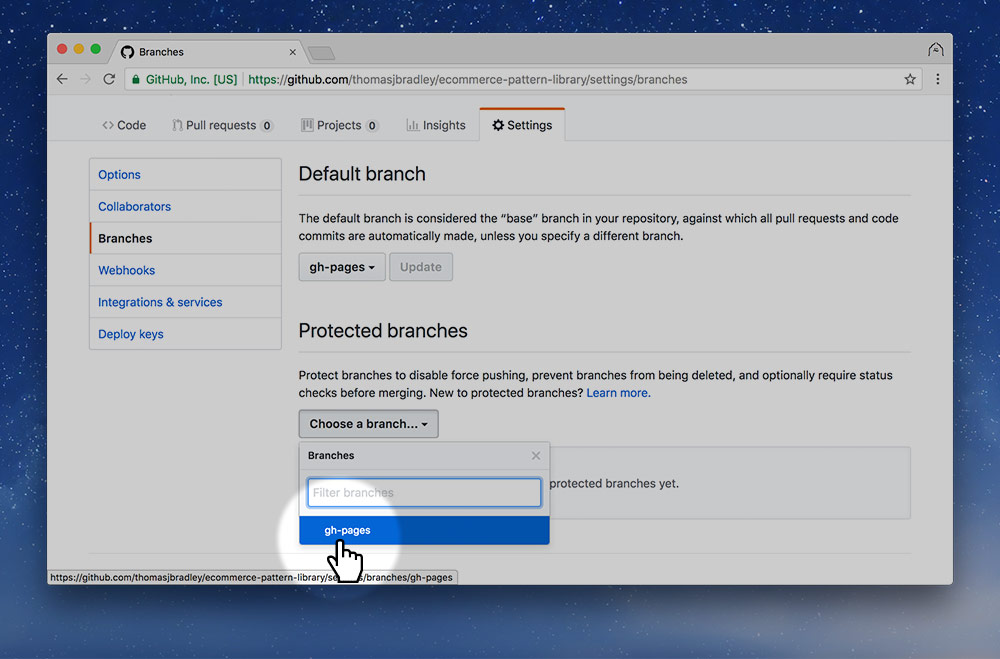 Branches
GitHub, Inc. [US] https://github.com/thomasjbradley/ecommerce-pattern-library/settings/branches
Code Pull requests 0 Projects 0 Insights Settings
Options
Collaborators
Branches
Webhooks
Integrations & services
Deploy keys
Default branch
The default branch is considered the “base” branch in your repository, against which all pull requests and code
commits are automatically made, unless you specify a different branch.
gh-pages Update
Protected branches
Protect branches to disable force pushing, prevent branches from being deleted, and optionally require status
checks before merging. New to protected branches? Learn more.
Choose a branch...
Branches
Filter branches
protected branches yet.
gh-pages
https://github.com/thomasjbradley/ecommerce-pattern-library/se s/branches/gh-pages